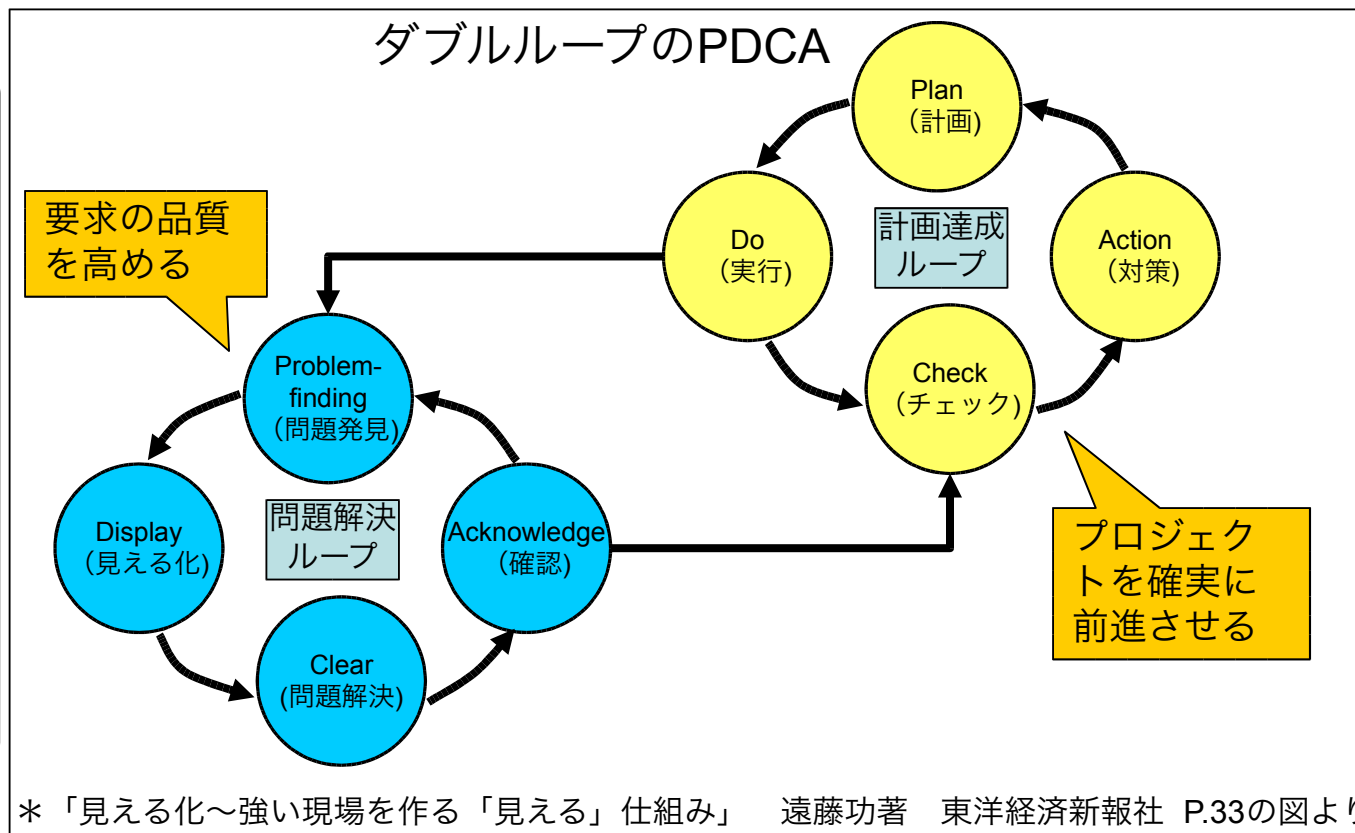 ダブルループのPDCA
Plan
（計画)
要求の品質
を高める
Do
（実行)
計画達成
ループ
Action
（対策)
Problem-
finding
（問題発見)
Check
（チェック)
Display
（見える化)
問題解決
ループ
Acknowledge
（確認)
プロジェク
トを確実に
前進させる
Clear
(問題解決)
＊「見える化～強い現場を作る「見える」仕組み」　遠藤功著　東洋経済新報社 P.33の図より